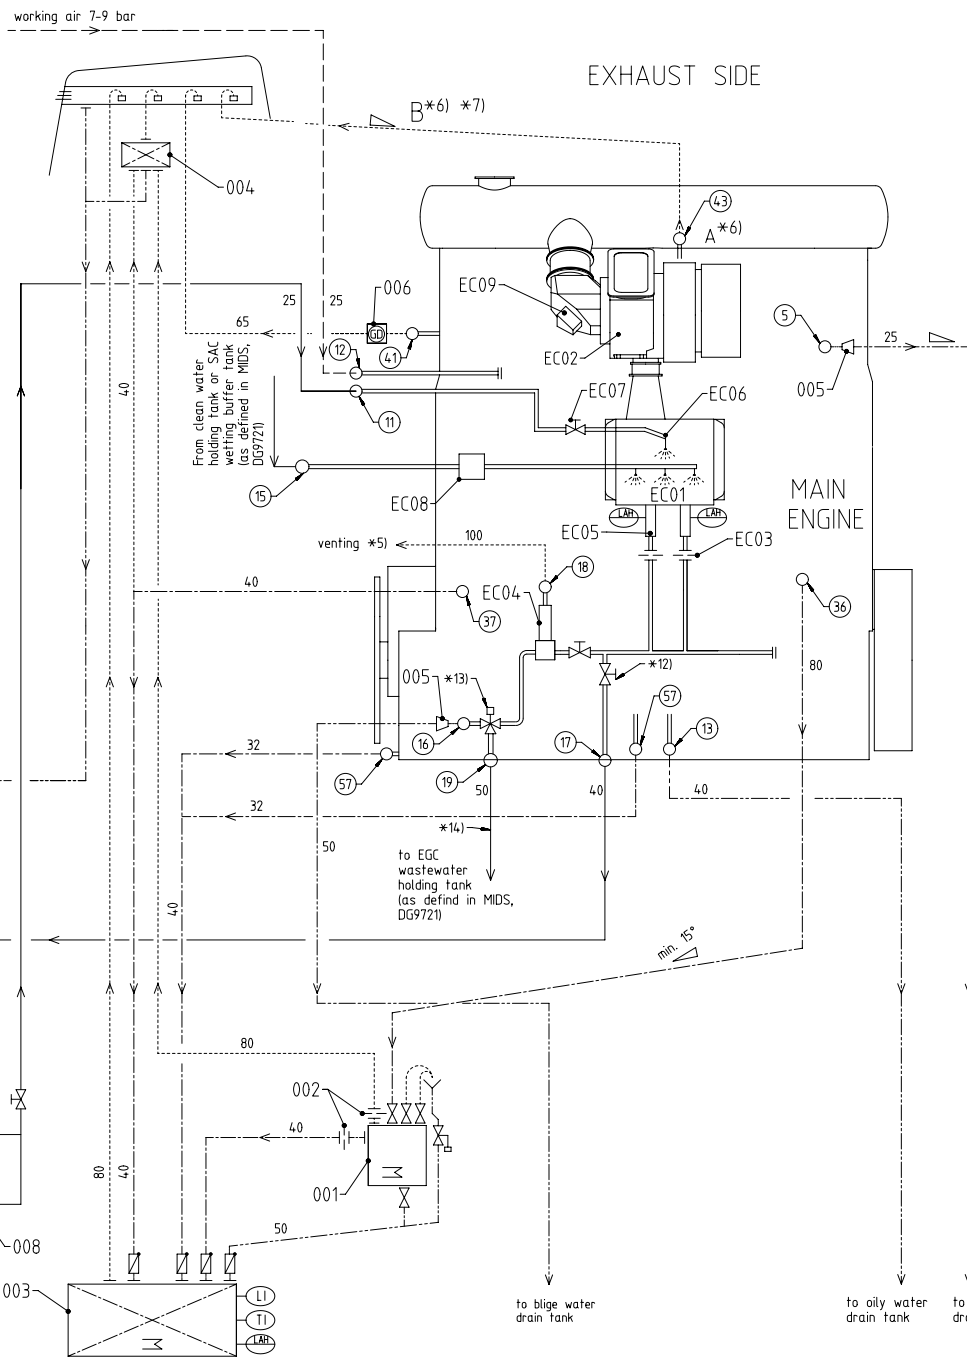 working air 7-9 bar
EXHAUST SIDE
B*6) *7)
004
43
A*6)
25
25
006
EC09
5
GD
65
25
41
EC02
12
005
40
From clean water
holding tank or SAC
wetting buffer tank
(as defined in MIDS,
DG9721)
EC07
EC06
11
15
EC08
EC01
MAIN
ENGINE
LAH
LAH
EC05
EC03
100
venting *5)
18
40
EC04
37
36
*12)
80
005
*13)
57
16
17
13
32
57
19
50
40
40
32
*14)
50
to EGC
wastewater
holding tank
(as defind in MIDS,
DG9721)
40
min. 15°
80
002
40
80
40
001
50
008
003
LI
TI
LAH
to blige water
drain tank
to oily water
drain tank
to
dra